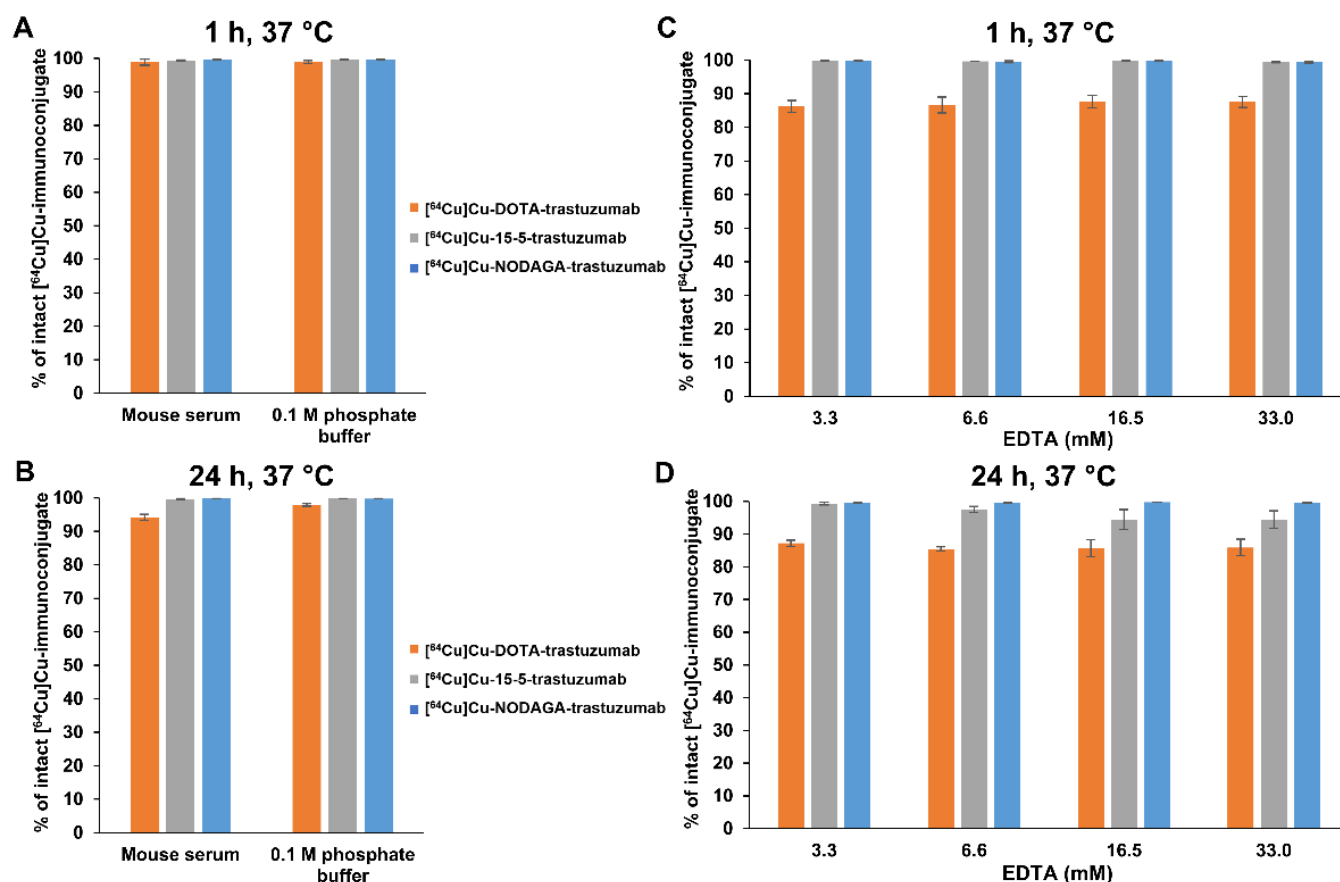 A
1 h, 37 °C
% of intact [⁶⁴Cu]Cu-immunoconjugate
100
90
80
70
60
50
40
30
20
10
0
Mouse serum
0.1 M phosphate
buffer
[⁶⁴Cu]Cu-DOTA-trastuzumab
[⁶⁴Cu]Cu-15-5-trastuzumab
[⁶⁴Cu]Cu-NODAGA-trastuzumab
C
1 h, 37 °C
% of intact [⁶⁴Cu]Cu-immunoconjugate
100
90
80
70
60
50
40
30
20
10
0
3.3
6.6
16.5
33.0
EDTA (mM)
B
24 h, 37 °C
% of intact [⁶⁴Cu]Cu-immunoconjugate
100
90
80
70
60
50
40
30
20
10
0
Mouse serum
0.1 M phosphate buffer
[⁶⁴Cu]Cu-DOTA-trastuzumab
[⁶⁴Cu]Cu-15-5-trastuzumab
[⁶⁴Cu]Cu-NODAGA-trastuzumab
D
24 h, 37 °C
% of intact [⁶⁴Cu]Cu-immunoconjugate
100
90
80
70
60
50
40
30
20
10
0
3.3
6.6
16.5
33.0
EDTA (mM)